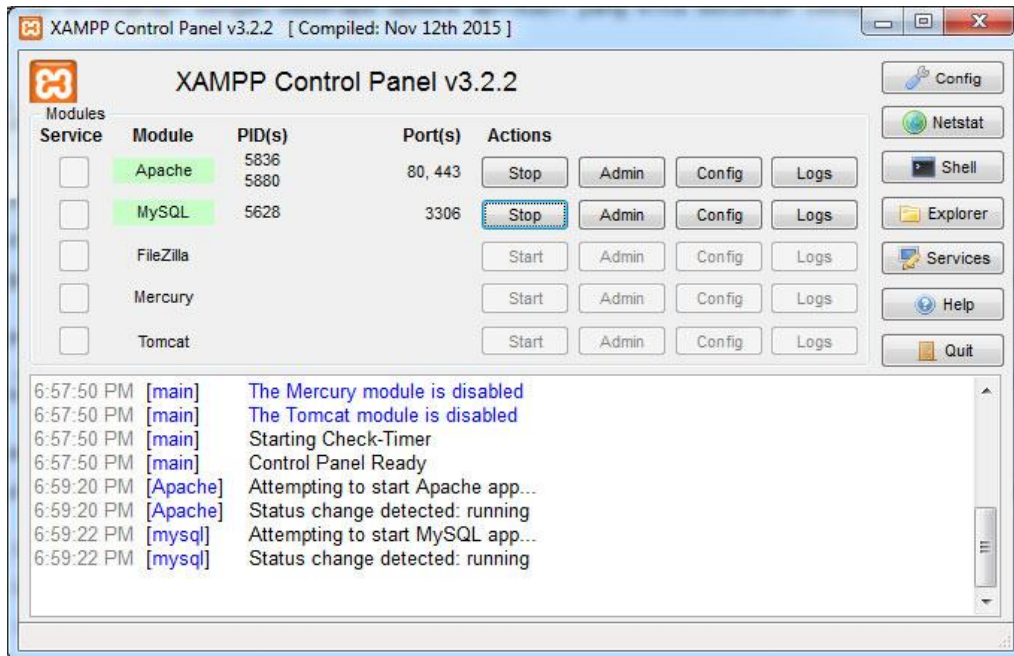 XAMPP Control Panel v3.2.2 [ Compiled: Nov 12th 2015 ]
XAMPP Control Panel v3.2.2
Config
Modules
Service Module PID(s) Port(s) Actions
Netstat
Apache 5836 5880 80, 443 Stop Admin Config Logs
Shell
MySQL 5628 3306 Stop Admin Config Logs
Explorer
FileZilla Start Admin Config Logs
Services
Mercury Start Admin Config Logs
Help
Tomcat Start Admin Config Logs
Quit
6:57:50 PM [main] The Mercury module is disabled
6:57:50 PM [main] The Tomcat module is disabled
6:57:50 PM [main] Starting Check-Timer
6:57:50 PM [main] Control Panel Ready
6:59:20 PM [Apache] Attempting to start Apache app...
6:59:20 PM [Apache] Status change detected: running
6:59:22 PM [mysql] Attempting to start MySQL app...
6:59:22 PM [mysql] Status change detected: running